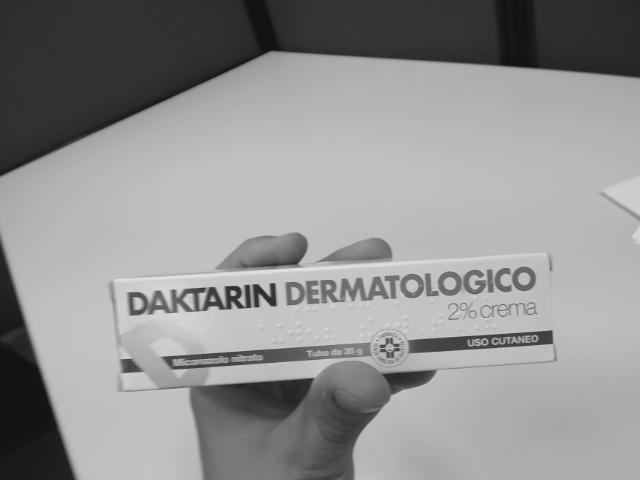 DAKTARIN DERMATOLOGICO
2% crema
Miconazolo nitrato Tubo da 30 g USO CUTANEO